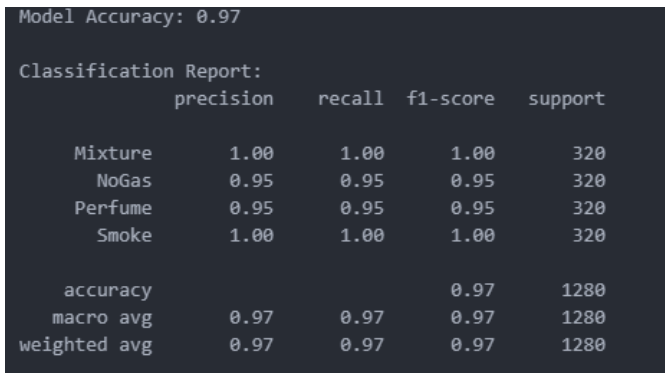 Model Accuracy: 0.97
Classification Report:
precision recall f1-score support
Mixture 1.00 1.00 1.00 320
NoGas 0.95 0.95 0.95 320
Perfume 0.95 0.95 0.95 320
Smoke 1.00 1.00 1.00 320
accuracy 0.97 1280
macro avg 0.97 0.97 0.97 1280
weighted avg 0.97 0.97 0.97 1280